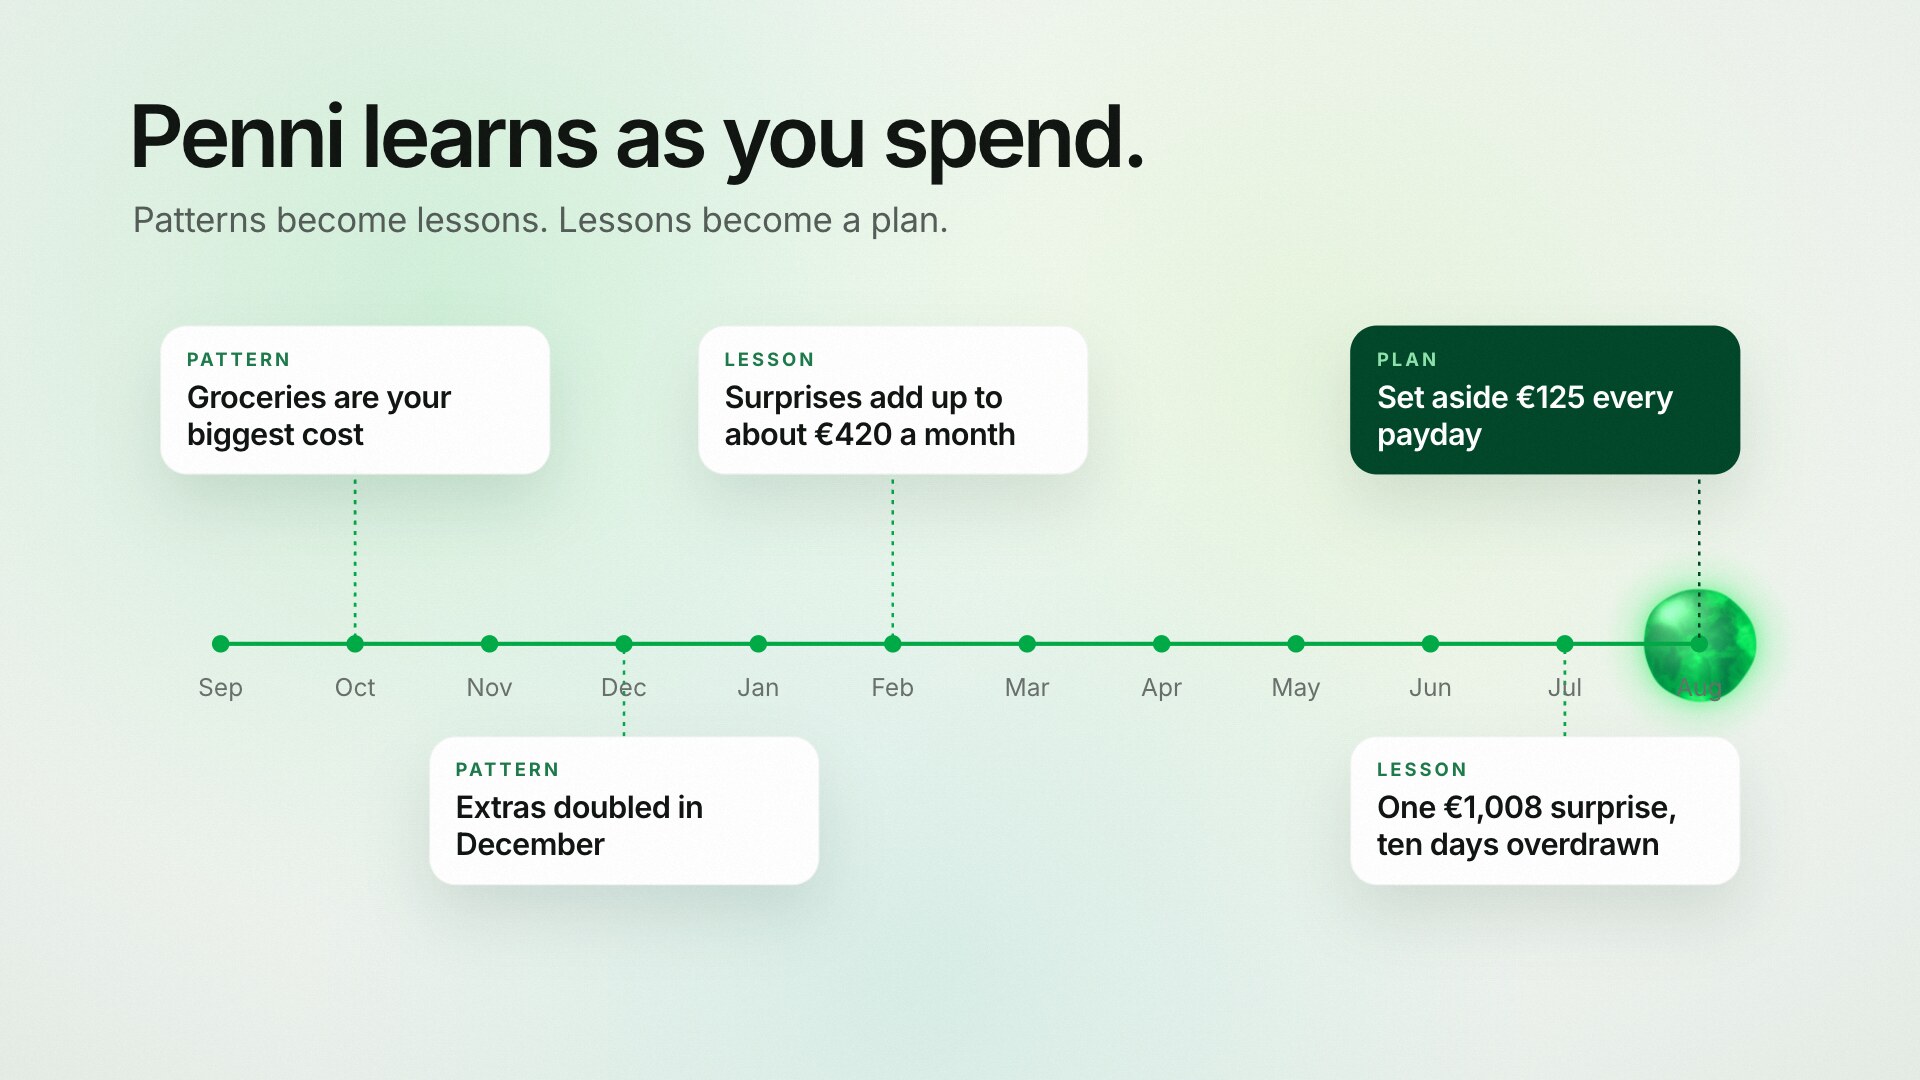 Penni learns as you spend.
Patterns become lessons. Lessons become a plan.
PATTERN
Groceries are your
biggest cost
LESSON
Surprises add up to
about €420 a month
PLAN
Set aside €125 every
payday
Sep Oct Nov Dec Jan Feb Mar Apr May Jun Jul Aug
PATTERN
Extras doubled in
December
LESSON
One €1,008 surprise,
ten days overdrawn